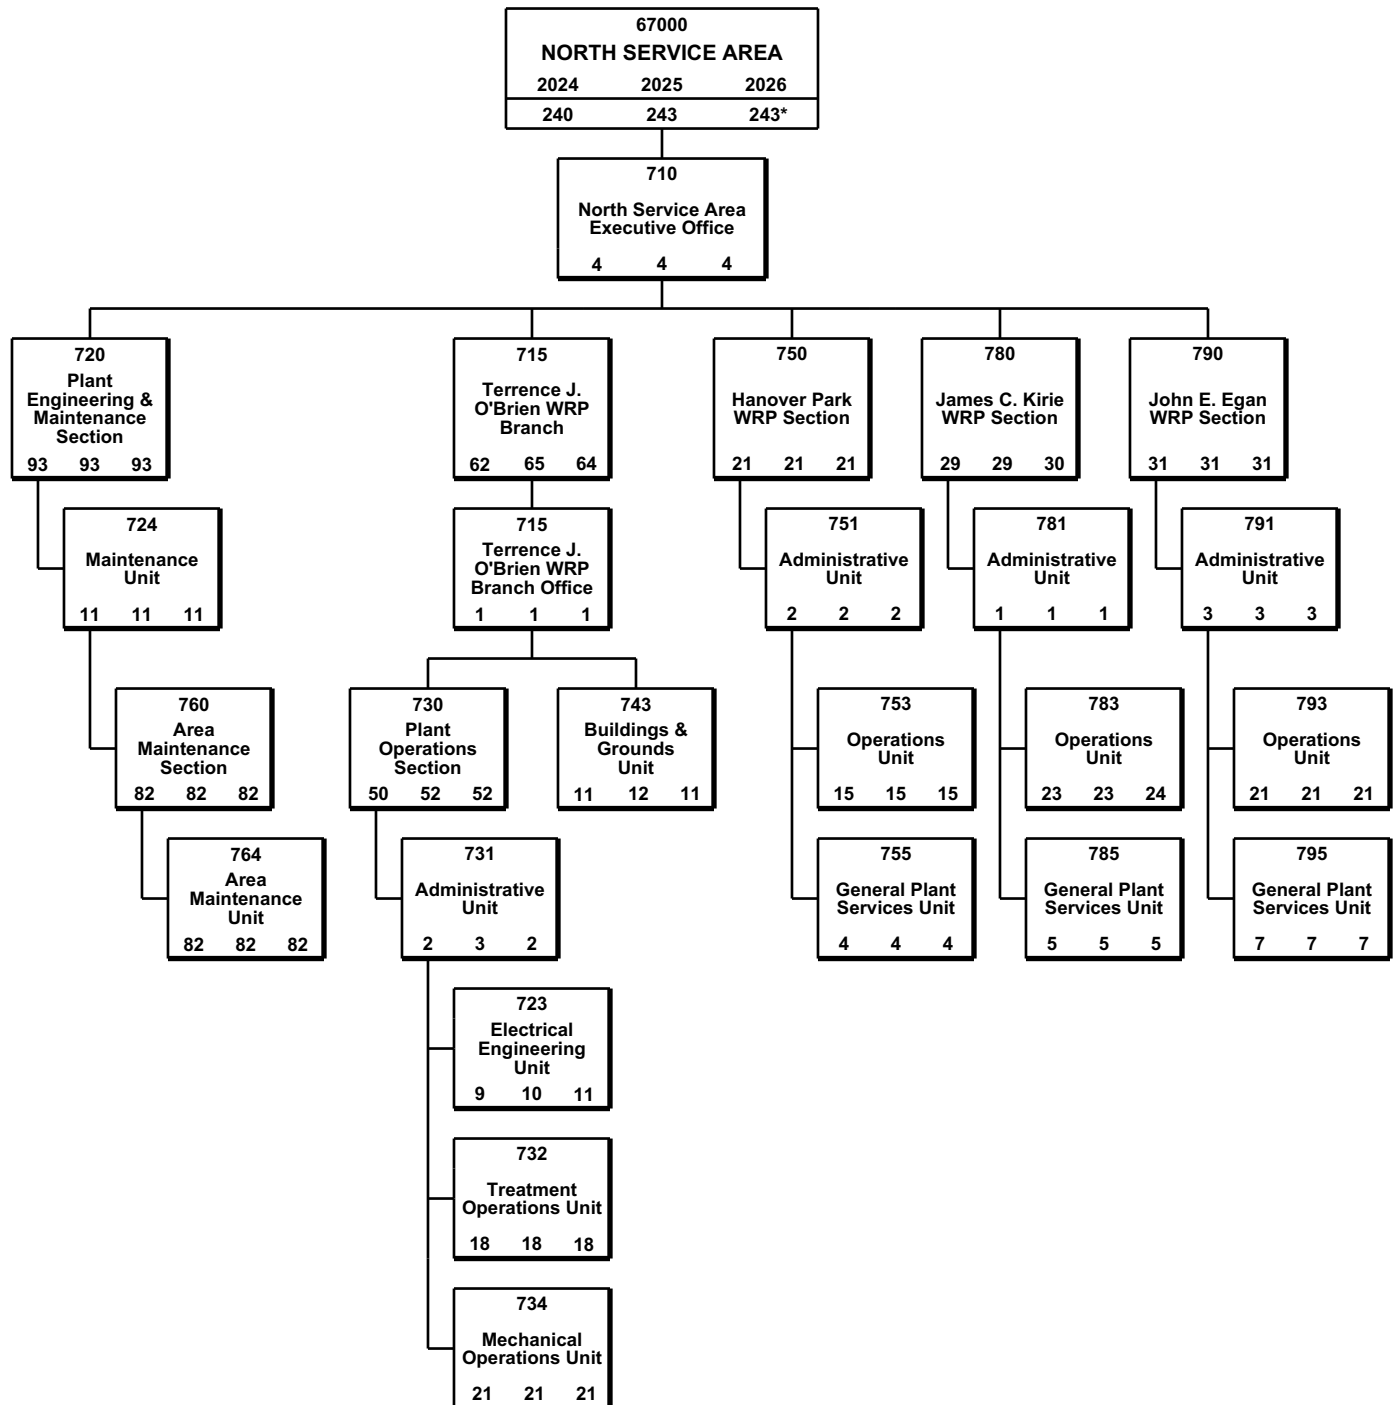 67000
NORTH SERVICE AREA
2024 2025 2026
240 243 243*
710
North Service Area
Executive Office
4 4 4
720
Plant
Engineering &
Maintenance
Section
93 93 93
715
Terrence J.
O'Brien WRP
Branch
62 65 64
750
Hanover Park
WRP Section
21 21 21
780
James C. Kirie
WRP Section
29 29 30
790
John E. Egan
WRP Section
31 31 31
724
Maintenance
Unit
11 11 11
715
Terrence J.
O'Brien WRP
Branch Office
1 1 1
751
Administrative
Unit
2 2 2
781
Administrative
Unit
1 1 1
791
Administrative
Unit
3 3 3
760
Area
Maintenance
Section
82 82 82
730
Plant
Operations
Section
50 52 52
743
Buildings &
Grounds
Unit
11 12 11
753
Operations
Unit
15 15 15
783
Operations
Unit
23 23 24
793
Operations
Unit
21 21 21
764
Area
Maintenance
Unit
82 82 82
731
Administrative
Unit
2 3 2
755
General Plant
Services Unit
4 4 4
785
General Plant
Services Unit
5 5 5
795
General Plant
Services Unit
7 7 7
723
Electrical
Engineering
Unit
9 10 11
732
Treatment
Operations Unit
18 18 18
734
Mechanical
Operations Unit
21 21 21